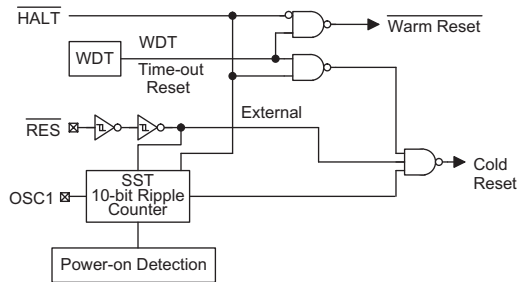 HALT
WDT
WDT
Time-out
Reset
Warm Reset
RES
External
OSC1
SST
10-bit Ripple
Counter
Cold
Reset
Power-on Detection